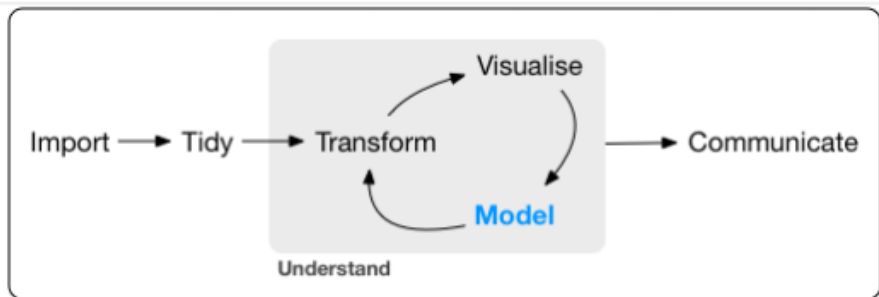 Visualise
Import Tidy Transform Communicate
Model
Understand